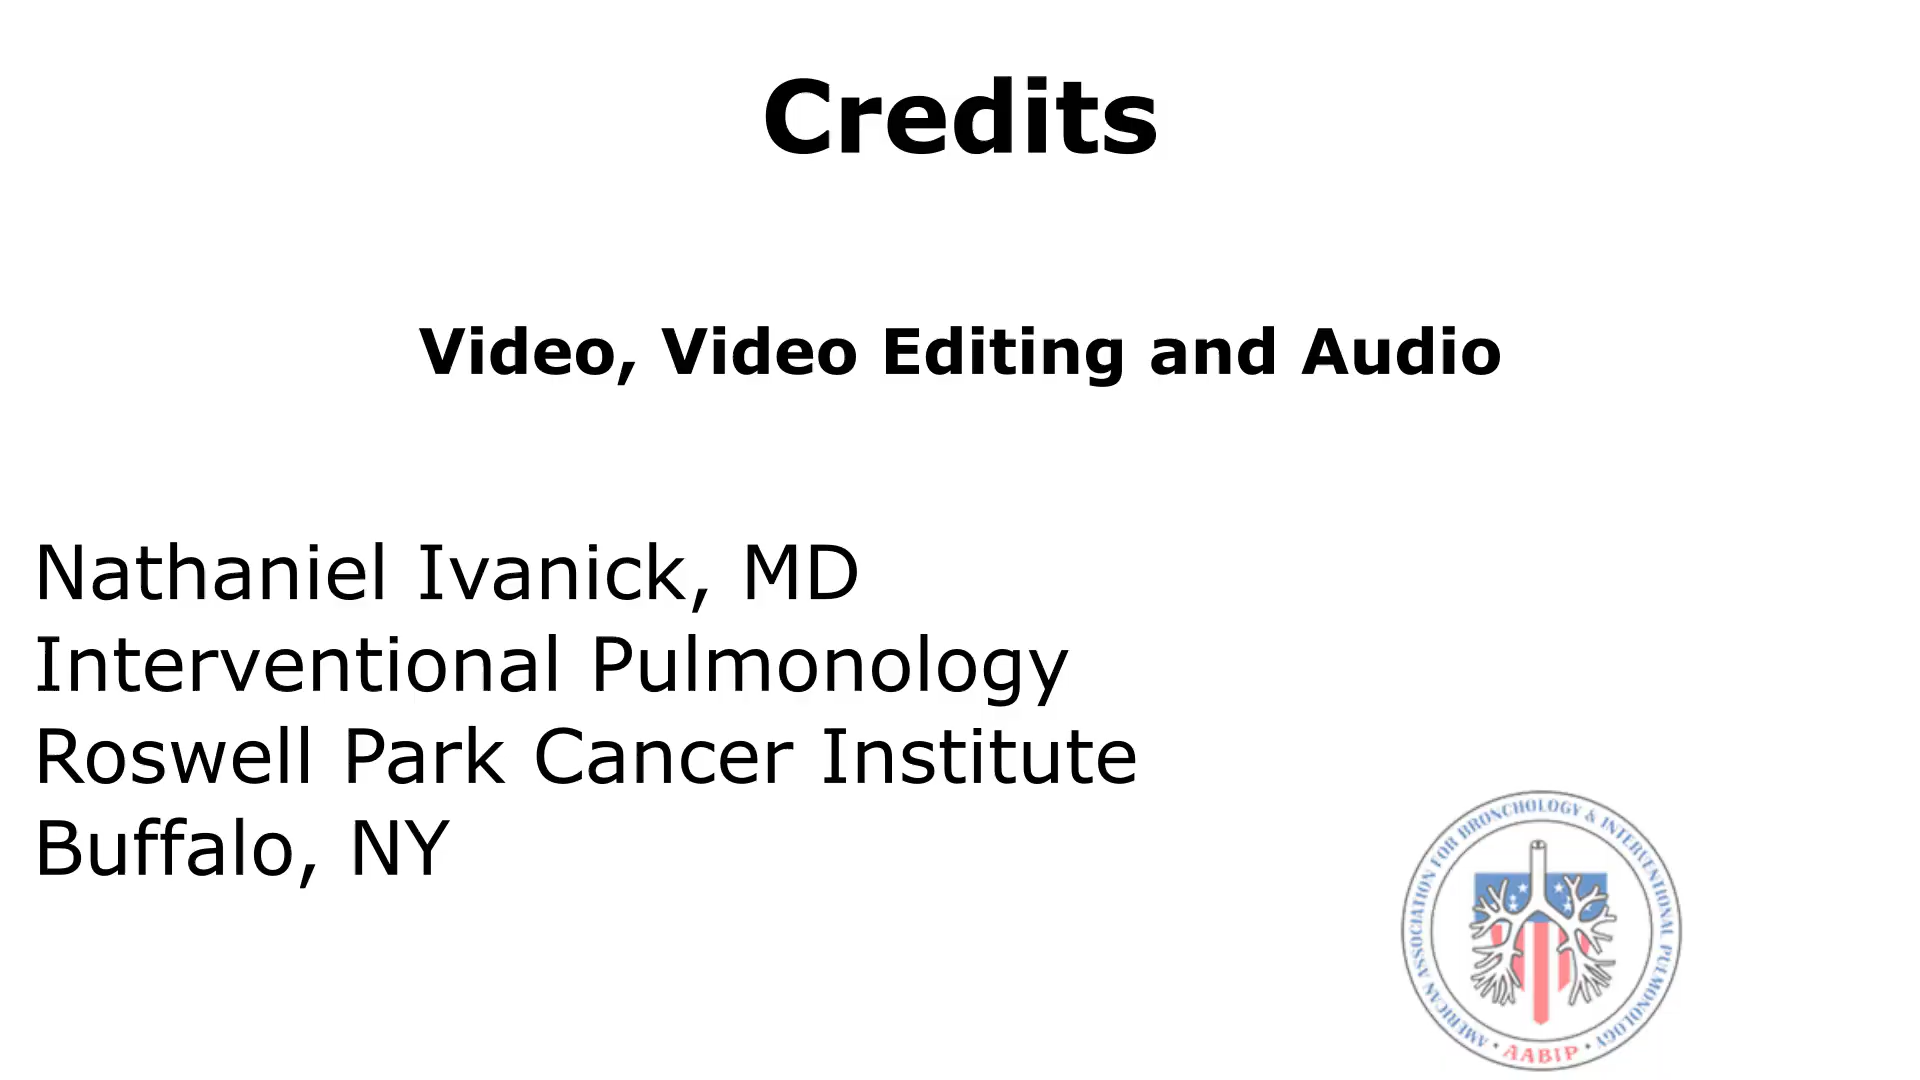 Credits
Video, Video Editing and Audio
Nathaniel Ivanick, MD
Interventional Pulmonology
Roswell Park Cancer Institute
Buffalo, NY
AMERICAN ASSOCIATION FOR BRONCHOLOGY & INTERVENTIONAL PULMONOLOGY
• AABIP •